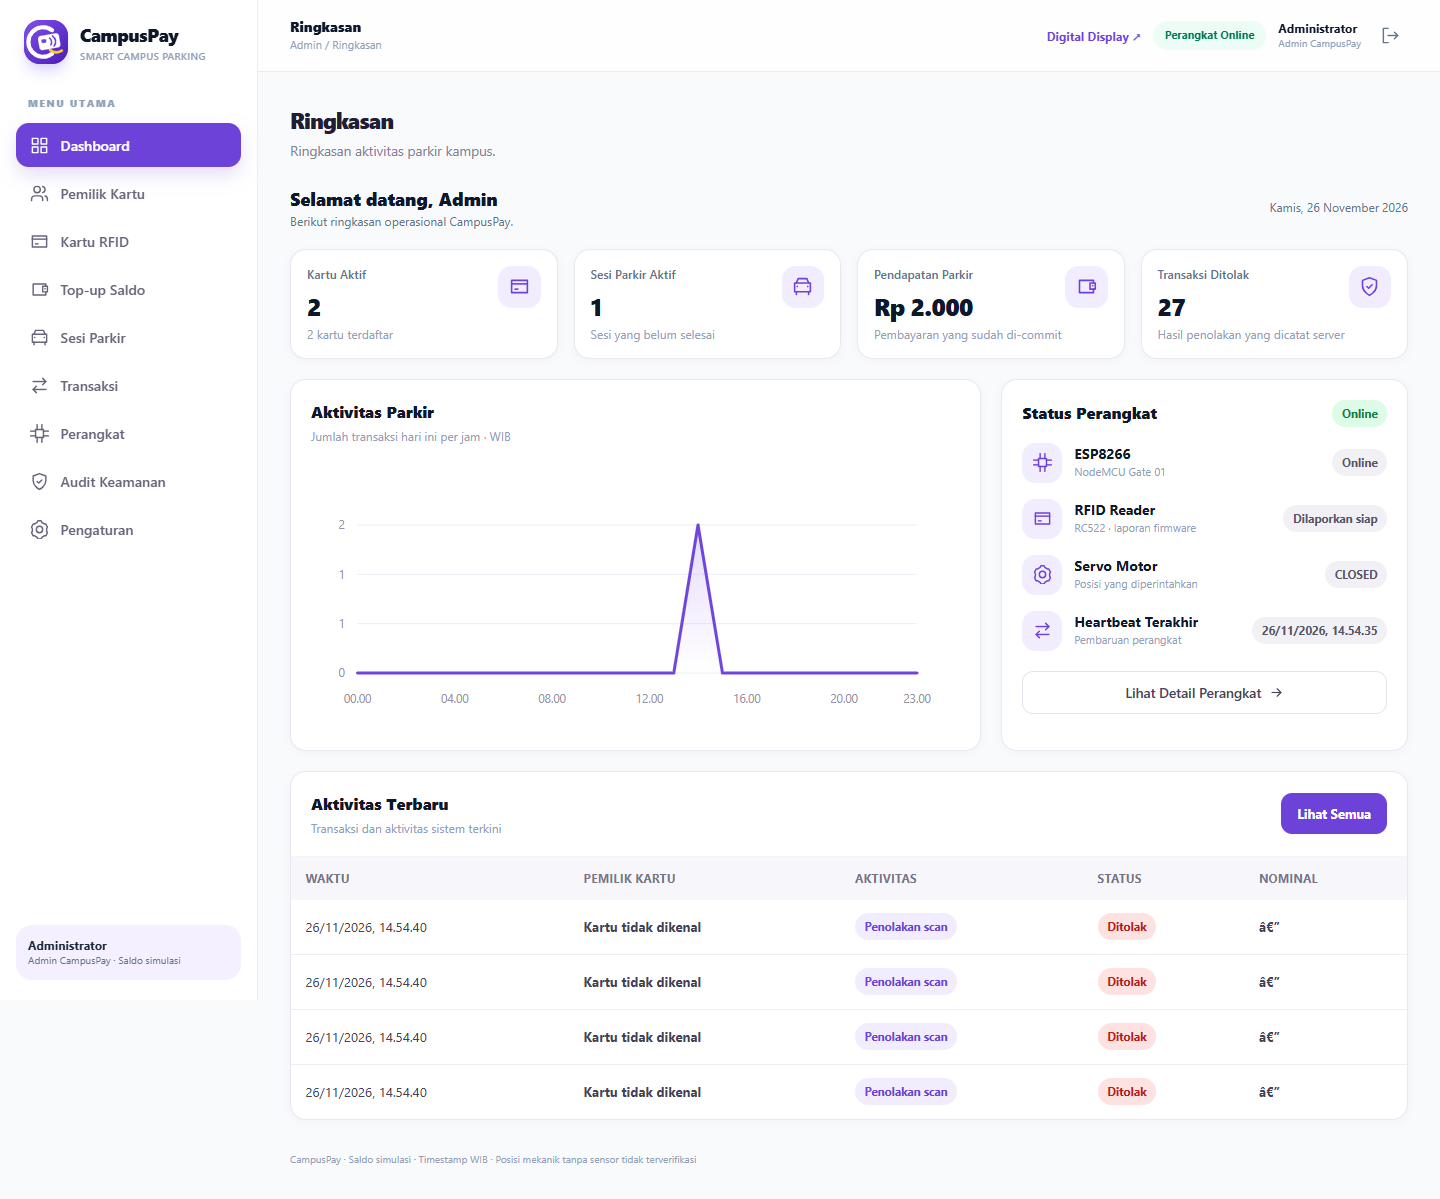 CampusPay
SMART CAMPUS PARKING
MENU UTAMA
Dashboard
Pemilik Kartu
Kartu RFID
Top-up Saldo
Sesi Parkir
Transaksi
Perangkat
Audit Keamanan
Pengaturan
Administrator
Admin CampusPay · Saldo simulasi
Ringkasan
Admin / Ringkasan
Digital Display ↗
Perangkat Online
Administrator
Admin CampusPay
Ringkasan
Ringkasan aktivitas parkir kampus.
Selamat datang, Admin
Berikut ringkasan operasional CampusPay.
Kamis, 26 November 2026
Kartu Aktif
2
2 kartu terdaftar
Sesi Parkir Aktif
1
Sesi yang belum selesai
Pendapatan Parkir
Rp 2.000
Pembayaran yang sudah di-commit
Transaksi Ditolak
27
Hasil penolakan yang dicatat server
Aktivitas Parkir
Jumlah transaksi hari ini per jam · WIB
2
1
1
0
00.00 04.00 08.00 12.00 16.00 20.00 23.00
Status Perangkat
Online
ESP8266
NodeMCU Gate 01
Online
RFID Reader
RC522 · laporan firmware
Dilaporkan siap
Servo Motor
Posisi yang diperintahkan
CLOSED
Heartbeat Terakhir
Pembaruan perangkat
26/11/2026, 14.54.35
Lihat Detail Perangkat →
Aktivitas Terbaru
Transaksi dan aktivitas sistem terkini
Lihat Semua
WAKTU PEMILIK KARTU AKTIVITAS STATUS NOMINAL
26/11/2026, 14.54.40 Kartu tidak dikenal Penolakan scan Ditolak â€”
26/11/2026, 14.54.40 Kartu tidak dikenal Penolakan scan Ditolak â€”
26/11/2026, 14.54.40 Kartu tidak dikenal Penolakan scan Ditolak â€”
26/11/2026, 14.54.40 Kartu tidak dikenal Penolakan scan Ditolak â€”
CampusPay · Saldo simulasi · Timestamp WIB · Posisi mekanik tanpa sensor tidak terverifikasi